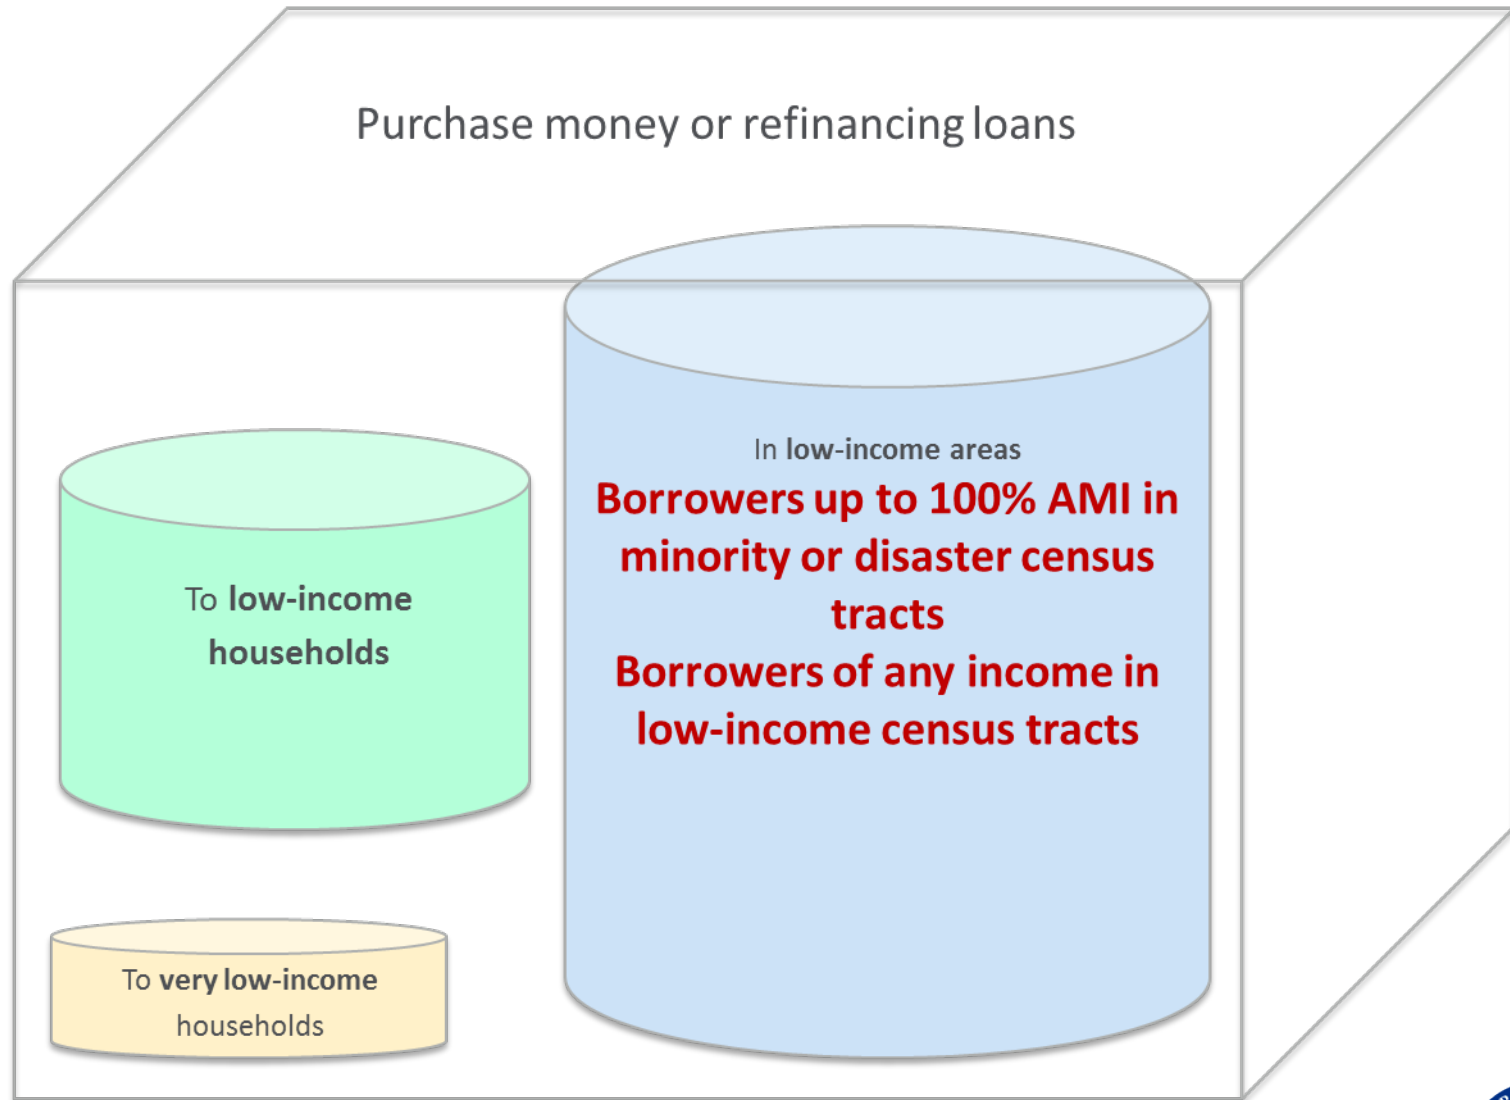 Purchase money or refinancing loans
In low-income areas
Borrowers up to 100% AMI in
minority or disaster census
tracts
Borrowers of any income in
low-income census tracts
To low-income
households
To very low-income
households